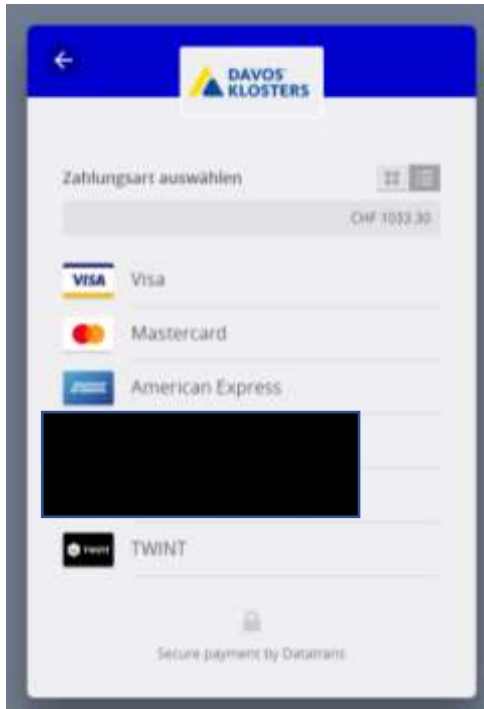 DAVOS
KLOSTERS
Zahlungsart auswählen
CHF 1033.30
VISA Visa
Mastercard
American Express
TWINT TWINT
Secure payment by Datatrans